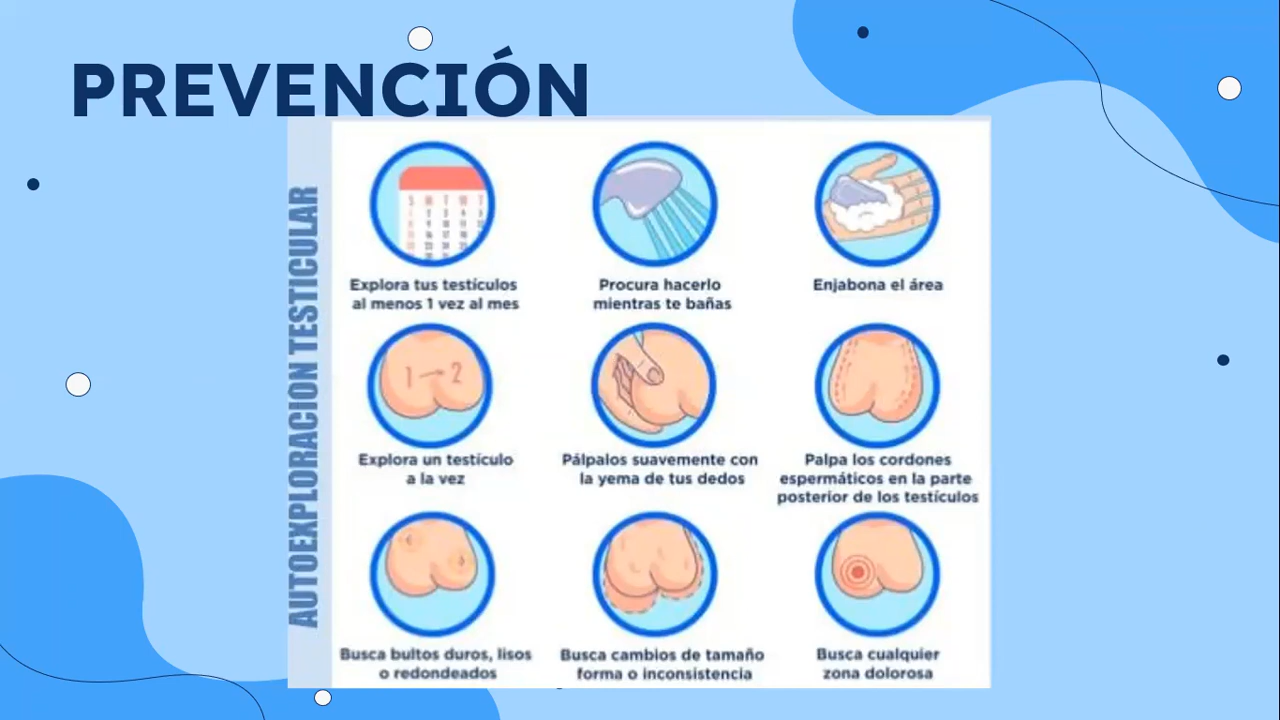 PREVENCIÓN
AUTOEXPLORACION TESTICULAR
Explora tus testículos
al menos 1 vez al mes
Procura hacerlo
mientras te bañas
Enjabona el área
1 → 2
Explora un testículo
a la vez
Pálpalos suavemente con
la yema de tus dedos
Palpa los cordones
espermáticos en la parte
posterior de los testículos
Busca bultos duros, lisos
o redondeados
Busca cambios de tamaño
forma o inconsistencia
Busca cualquier
zona dolorosa